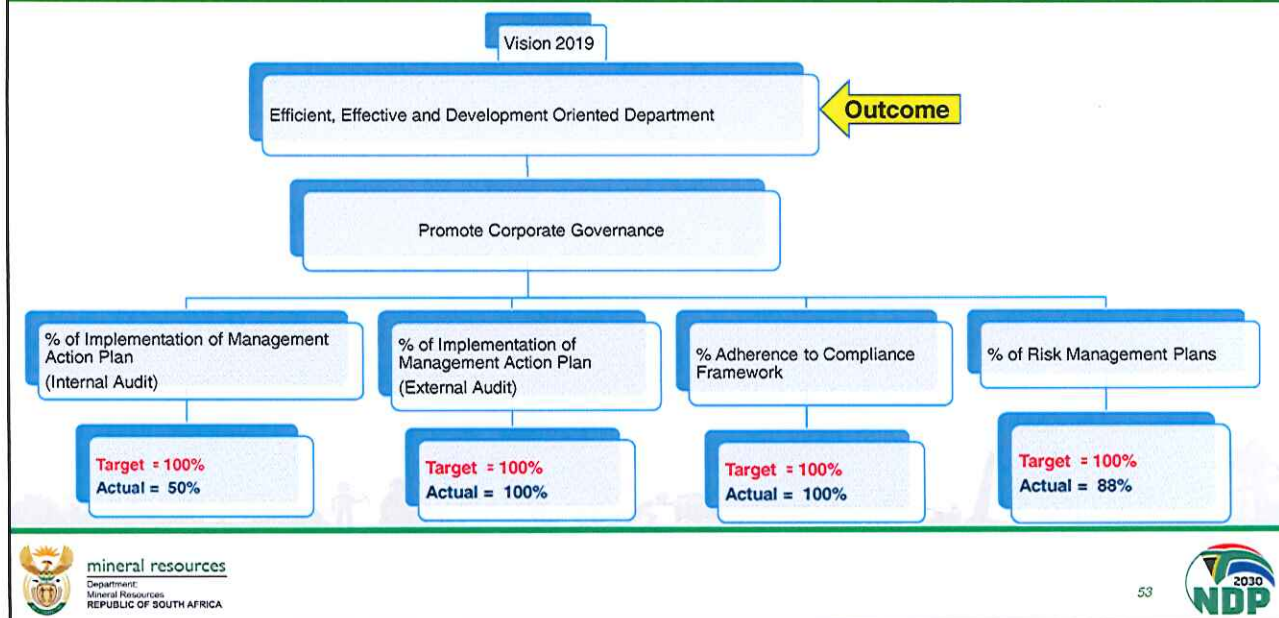 Vision 2019
Efficient, Effective and Development Oriented Department
Outcome
Promote Corporate Governance
% of Implementation of Management
Action Plan
(Internal Audit)
% of Implementation of
Management Action Plan
(External Audit)
% Adherence to Compliance
Framework
% of Risk Management Plans
Target = 100%
Actual = 50%
Target = 100%
Actual = 100%
Target = 100%
Actual = 100%
Target = 100%
Actual = 88%
mineral resources
Department:
Mineral Resources
REPUBLIC OF SOUTH AFRICA
53
2030
NDP